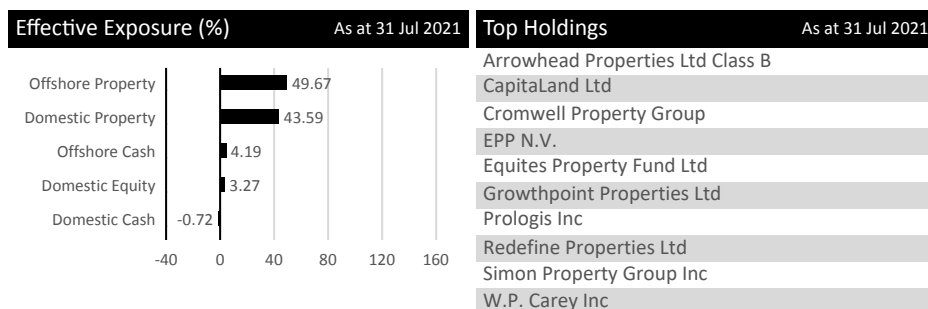 Effective Exposure (%) As at 31 Jul 2021
Offshore Property 49.67
Domestic Property 43.59
Offshore Cash 4.19
Domestic Equity 3.27
Domestic Cash -0.72
-40 0 40 80 120 160
Top Holdings As at 31 Jul 2021
Arrowhead Properties Ltd Class B
CapitaLand Ltd
Cromwell Property Group
EPP N.V.
Equites Property Fund Ltd
Growthpoint Properties Ltd
Prologis Inc
Redefine Properties Ltd
Simon Property Group Inc
W.P. Carey Inc